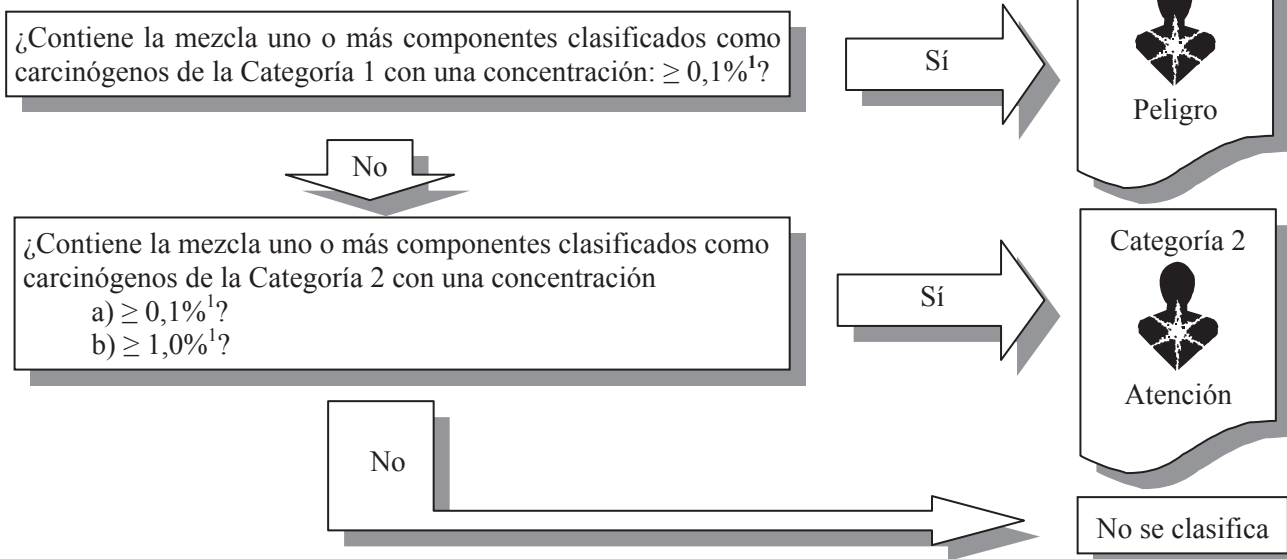 ¿Contiene la mezcla uno o más componentes clasificados como
carcinógenos de la Categoría 1 con una concentración: ≥ 0,1%¹?
Sí
Peligro
No
¿Contiene la mezcla uno o más componentes clasificados como
carcinógenos de la Categoría 2 con una concentración
a) ≥ 0,1%¹?
b) ≥ 1,0%¹?
Sí
Categoría 2
Atención
No
No se clasifica